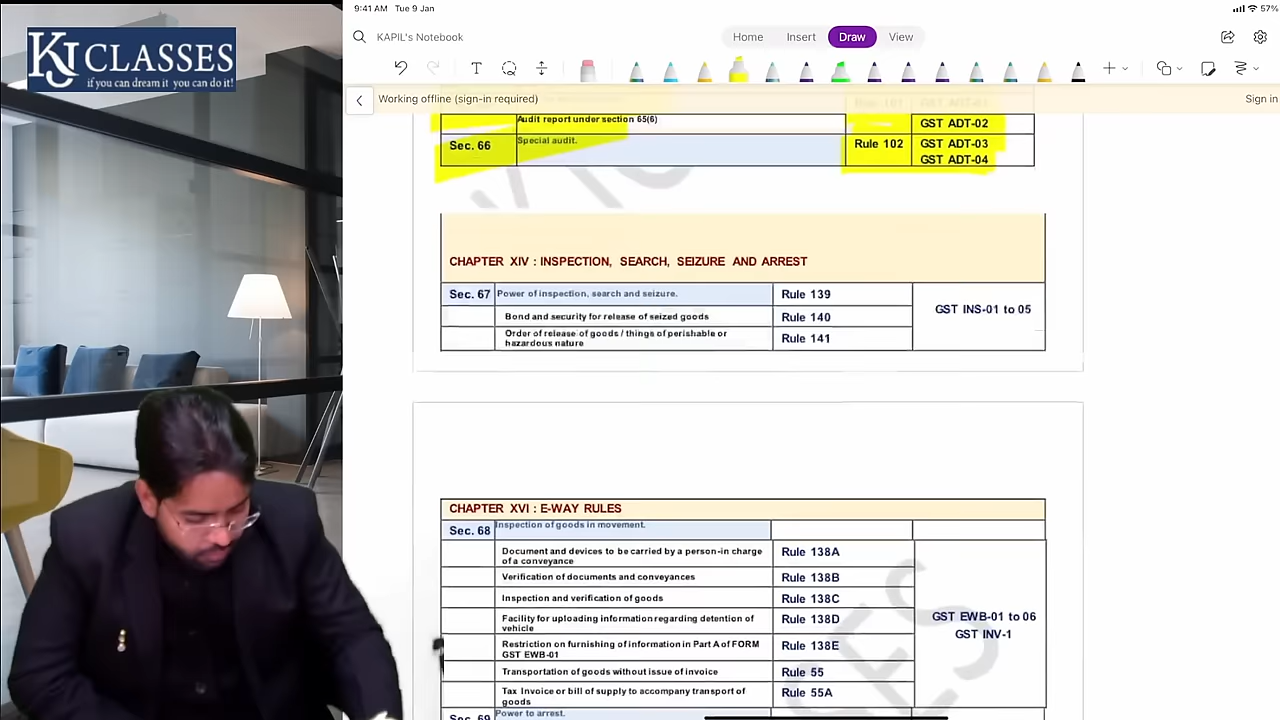 9:41 AM Tue 9 Jan
57%
KJ CLASSES
if you can dream it you can do it!
KAPIL's Notebook
Home Insert Draw View
Working offline (sign-in required)
Sign in
Rule 101 GST ADT-01
Audit report under section 65(6) GST ADT-02
Sec. 66 Special audit. Rule 102 GST ADT-03
GST ADT-04
CHAPTER XIV : INSPECTION, SEARCH, SEIZURE AND ARREST
Sec. 67 Power of inspection, search and seizure. Rule 139 GST INS-01 to 05
Bond and security for release of seized goods Rule 140
Order of release of goods / things of perishable or
hazardous nature Rule 141
CHAPTER XVI : E-WAY RULES
Sec. 68 Inspection of goods in movement.
Document and devices to be carried by a person-in charge
of a conveyance Rule 138A
Verification of documents and conveyances Rule 138B
Inspection and verification of goods Rule 138C
Facility for uploading information regarding detention of
vehicle Rule 138D
GST EWB-01 to 06
GST INV-1
Restriction on furnishing of information in Part A of FORM
GST EWB-01 Rule 138E
Transportation of goods without issue of invoice Rule 55
Tax Invoice or bill of supply to accompany transport of
goods Rule 55A
Sec. 69 Power to arrest.